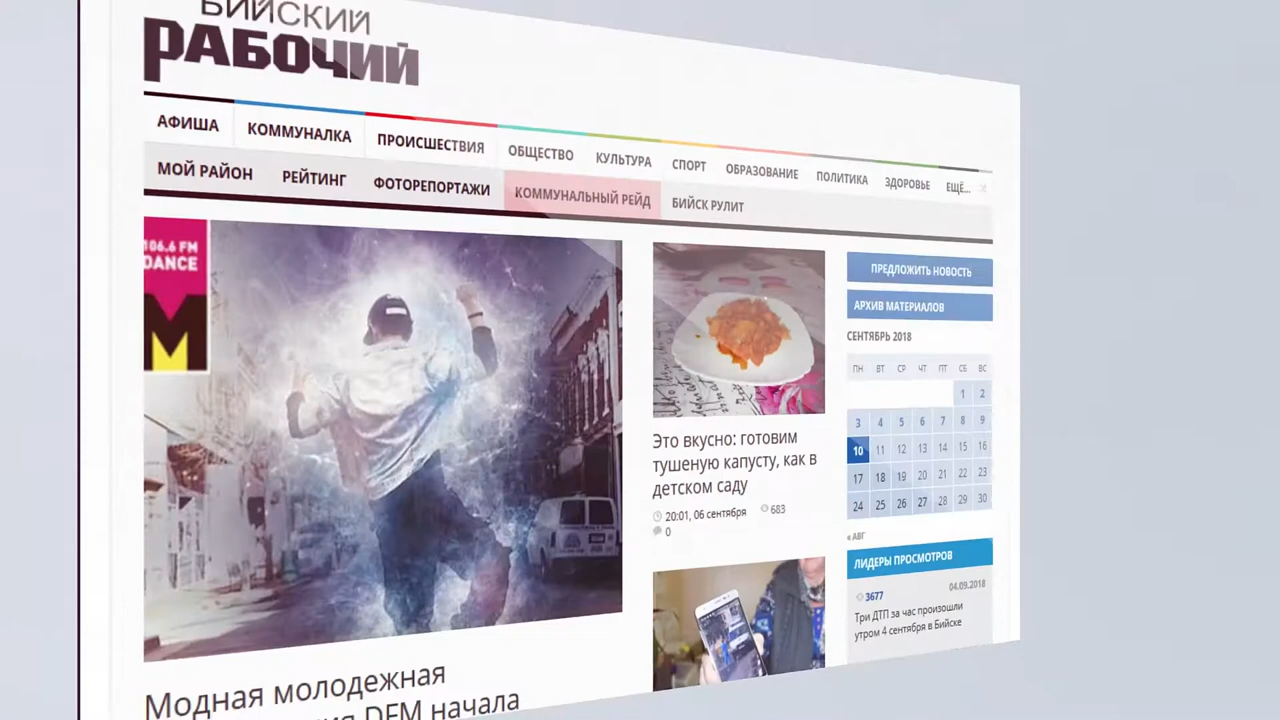 БИЙСКИЙ
РАБОЧИЙ
АФИША КОММУНАЛКА ПРОИСШЕСТВИЯ ОБЩЕСТВО КУЛЬТУРА СПОРТ ОБРАЗОВАНИЕ ПОЛИТИКА ЗДОРОВЬЕ ЕЩЁ...
МОЙ РАЙОН РЕЙТИНГ ФОТОРЕПОРТАЖИ КОММУНАЛЬНЫЙ РЕЙД БИЙСК РУЛИТ
106.6 FM
DANCE
M
Модная молодежная
DFM начала
Это вкусно: готовим
тушеную капусту, как в
детском саду
20:01, 06 сентября 683
0
ПРЕДЛОЖИТЬ НОВОСТЬ
АРХИВ МАТЕРИАЛОВ
СЕНТЯБРЬ 2018
ПН ВТ СР ЧТ ПТ СБ ВС
1 2
3 4 5 6 7 8 9
10 11 12 13 14 15 16
17 18 19 20 21 22 23
24 25 26 27 28 29 30
« АВГ
ЛИДЕРЫ ПРОСМОТРОВ
3677 04.09.2018
Три ДТП за час произошли
утром 4 сентября в Бийске